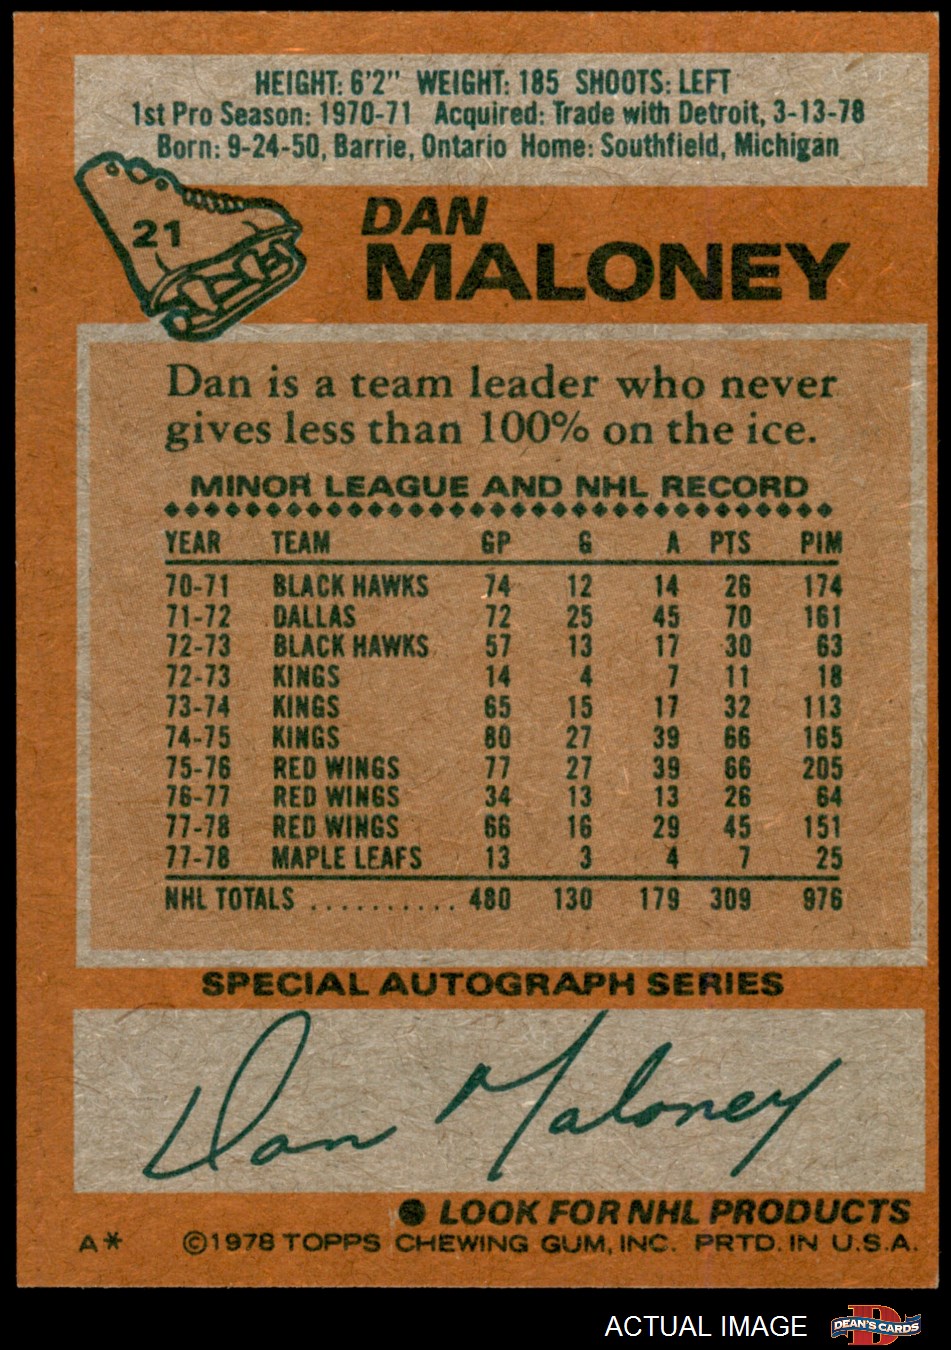 HEIGHT: 6'2" WEIGHT: 185 SHOOTS: LEFT
1st Pro Season: 1970-71 Acquired: Trade with Detroit, 3-13-78
Born: 9-24-50, Barrie, Ontario Home: Southfield, Michigan
21
DAN
MALONEY
Dan is a team leader who never
gives less than 100% on the ice.
MINOR LEAGUE AND NHL RECORD
YEAR TEAM GP G A PTS PIM
70-71 BLACK HAWKS 74 12 14 26 174
71-72 DALLAS 72 25 45 70 161
72-73 BLACK HAWKS 57 13 17 30 63
72-73 KINGS 14 4 7 11 18
73-74 KINGS 65 15 17 32 113
74-75 KINGS 80 27 39 66 165
75-76 RED WINGS 77 27 39 66 205
76-77 RED WINGS 34 13 13 26 64
77-78 RED WINGS 66 16 29 45 151
77-78 MAPLE LEAFS 13 3 4 7 25
NHL TOTALS .......... 480 130 179 309 976
SPECIAL AUTOGRAPH SERIES
Dan Maloney
● LOOK FOR NHL PRODUCTS
A* ©1978 TOPPS CHEWING GUM, INC. PRTD. IN U.S.A.
ACTUAL IMAGE D DEAN'S CARDS